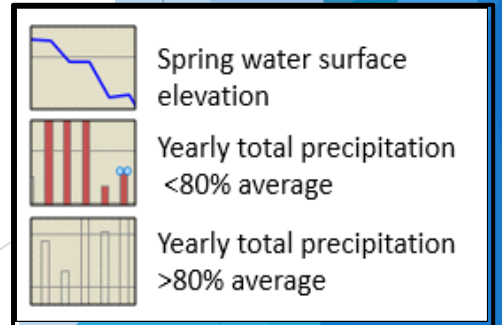 Spring water surface
elevation
Yearly total precipitation
<80% average
Yearly total precipitation
>80% average